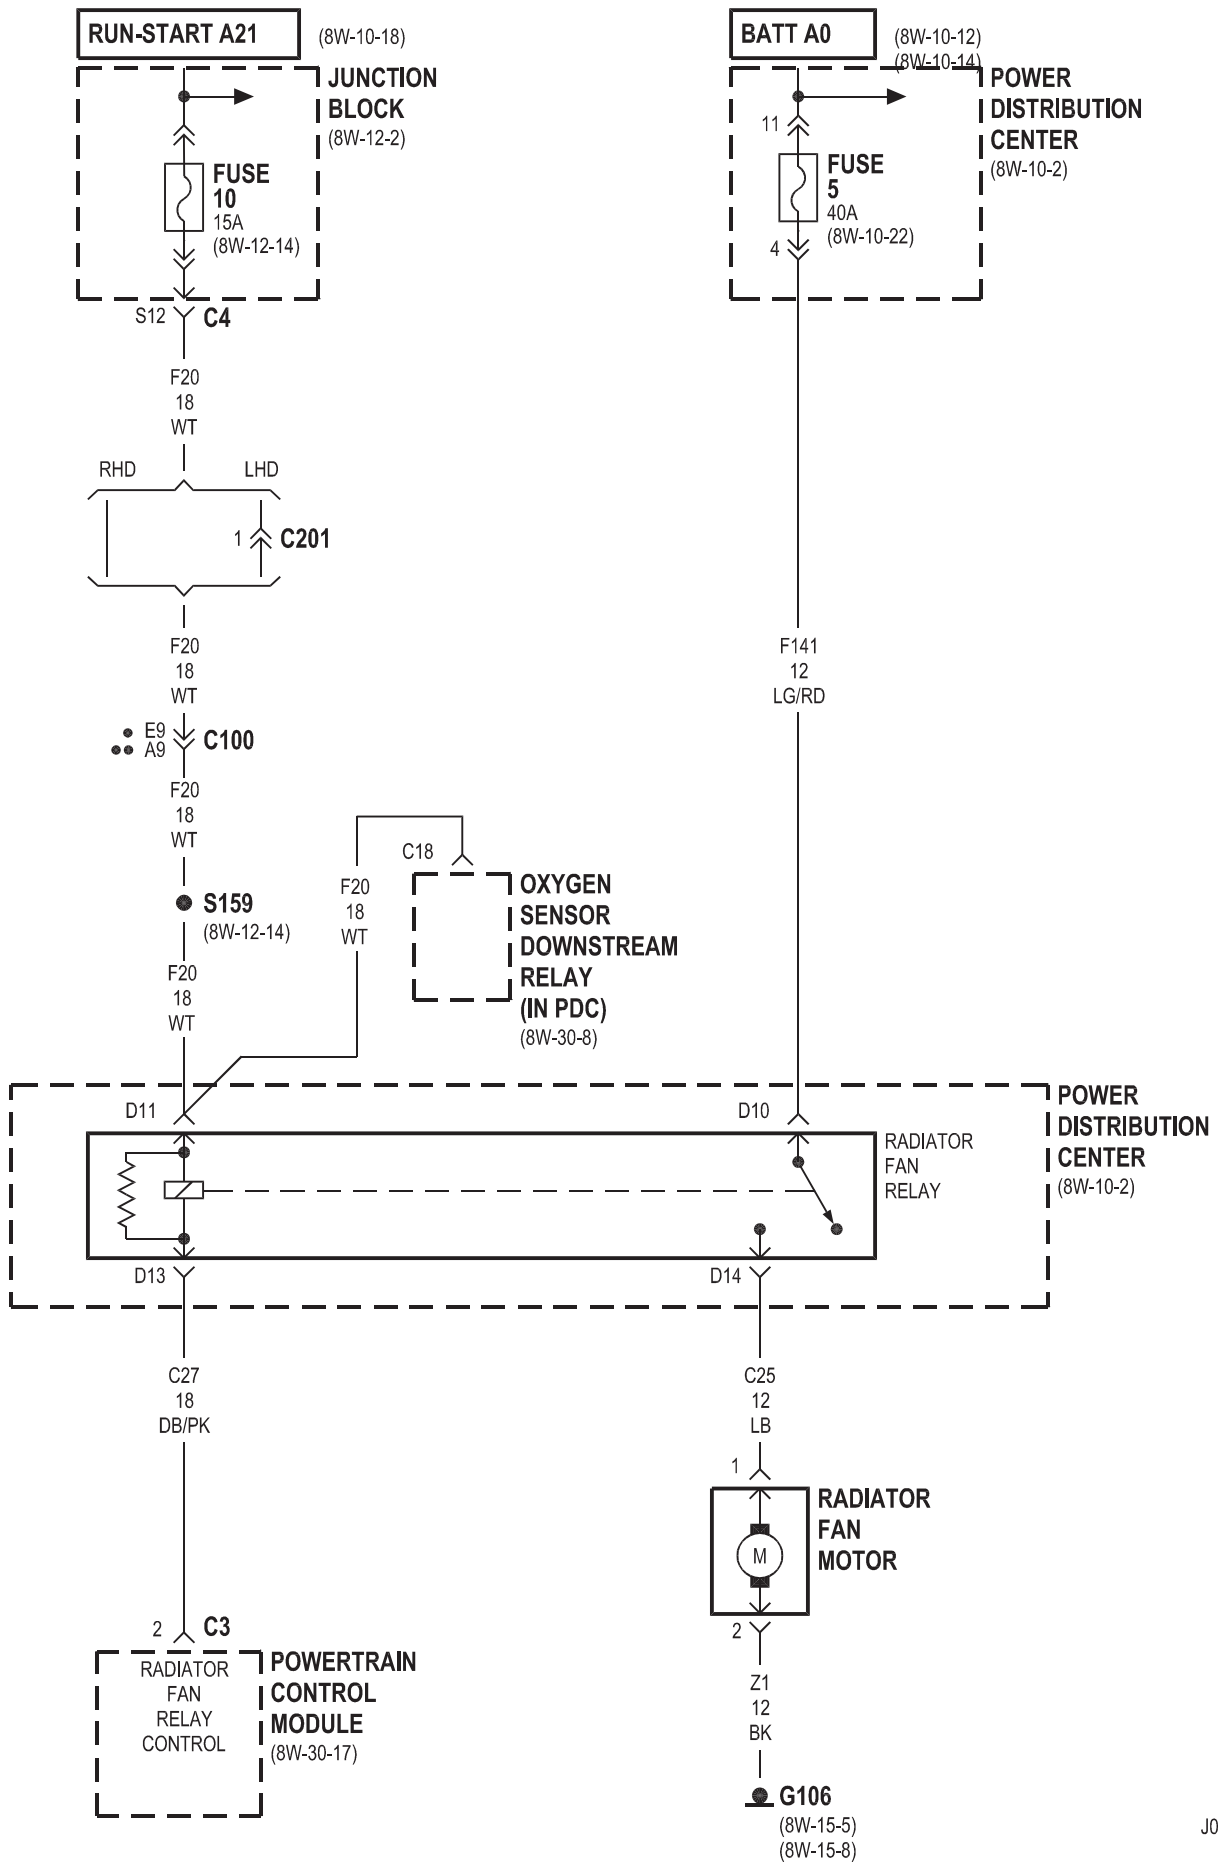 RUN-START A21
(8W-10-18)
JUNCTION
BLOCK
(8W-12-2)
FUSE
10
15A
(8W-12-14)
S12
C4
F20
18
WT
RHD
LHD
1
C201
F20
18
WT
E9
A9
C100
F20
18
WT
S159
(8W-12-14)
F20
18
WT
BATT A0
(8W-10-12)
(8W-10-14)
POWER
DISTRIBUTION
CENTER
(8W-10-2)
11
FUSE
5
40A
(8W-10-22)
4
F141
12
LG/RD
C18
F20
18
WT
OXYGEN
SENSOR
DOWNSTREAM
RELAY
(IN PDC)
(8W-30-8)
D11
D10
POWER
DISTRIBUTION
CENTER
(8W-10-2)
RADIATOR
FAN
RELAY
D13
D14
C27
18
DB/PK
C25
12
LB
1
RADIATOR
FAN
MOTOR
M
2
2
C3
RADIATOR
FAN
RELAY
CONTROL
POWERTRAIN
CONTROL
MODULE
(8W-30-17)
Z1
12
BK
G106
(8W-15-5)
(8W-15-8)
J0